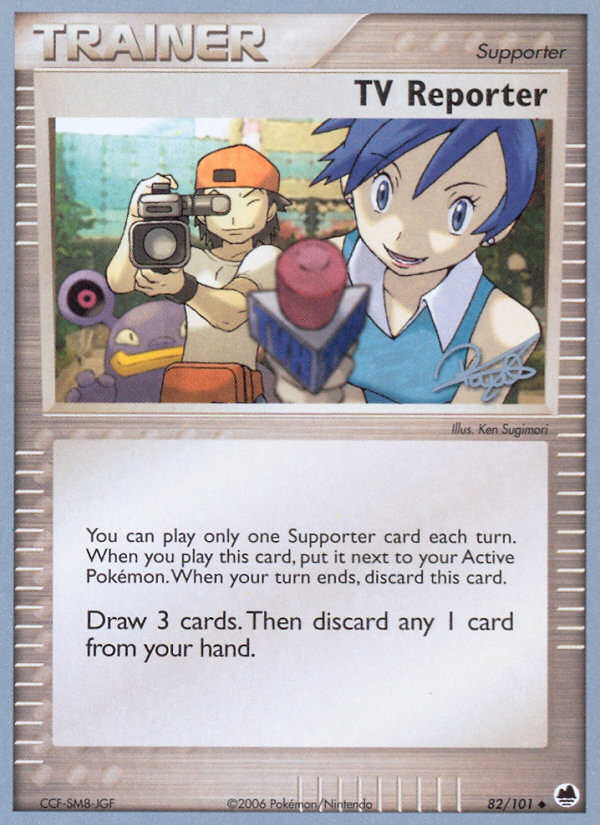 TRAINER
Supporter
TV Reporter
Illus. Ken Sugimori
You can play only one Supporter card each turn.
When you play this card, put it next to your Active
Pokémon. When your turn ends, discard this card.
Draw 3 cards. Then discard any 1 card
from your hand.
CCF-SM8-JGF
©2006 Pokémon/Nintendo
82/101